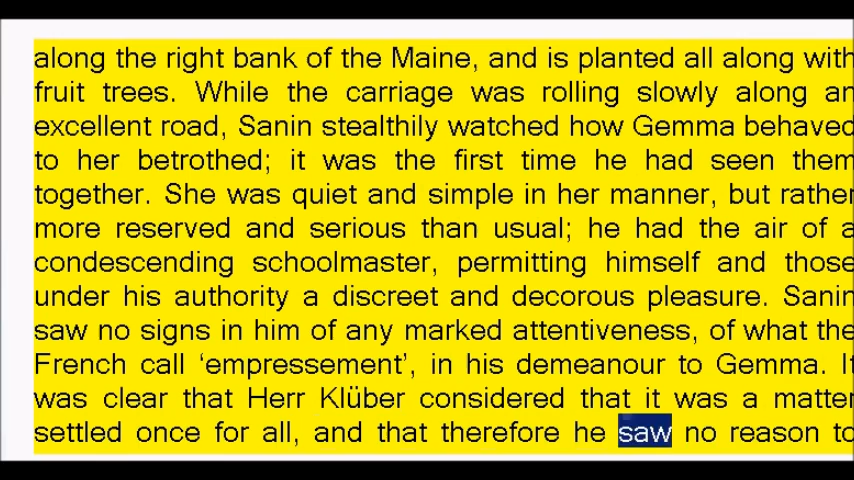 along the right bank of the Maine, and is planted all along with
fruit trees. While the carriage was rolling slowly along an
excellent road, Sanin stealthily watched how Gemma behaved
to her betrothed; it was the first time he had seen them
together. She was quiet and simple in her manner, but rather
more reserved and serious than usual; he had the air of a
condescending schoolmaster, permitting himself and those
under his authority a discreet and decorous pleasure. Sanin
saw no signs in him of any marked attentiveness, of what the
French call ‘empressement’, in his demeanour to Gemma. It
was clear that Herr Klüber considered that it was a matter
settled once for all, and that therefore he saw no reason to